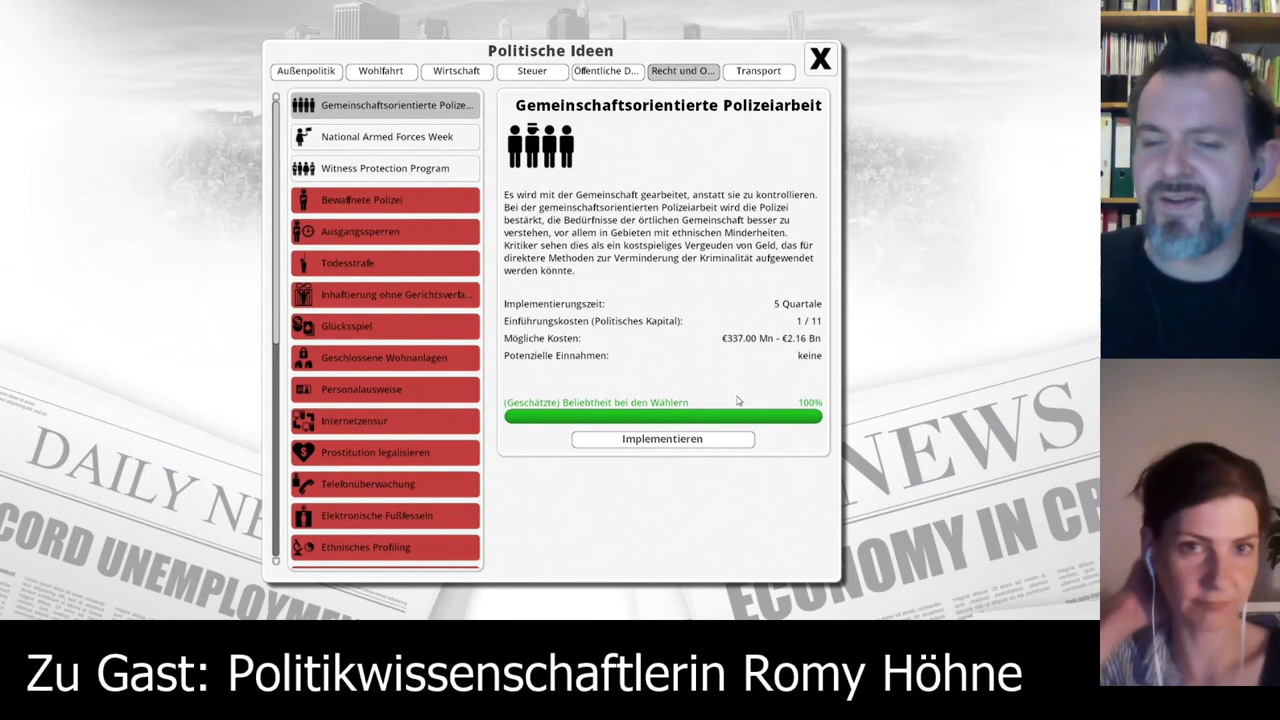 Politische Ideen
X
Außenpolitik
Wohlfahrt
Wirtschaft
Steuer
Öffentliche D...
Recht und O...
Transport
Gemeinschaftsorientierte Polize...
National Armed Forces Week
Witness Protection Program
Bewaffnete Polizei
Ausgangssperren
Todesstrafe
Inhaftierung ohne Gerichtsverfa...
Glücksspiel
Geschlossene Wohnanlagen
Personalausweise
Internetzensur
Prostitution legalisieren
Telefonüberwachung
Elektronische Fußfesseln
Ethnisches Profiling
Gemeinschaftsorientierte Polizeiarbeit
Es wird mit der Gemeinschaft gearbeitet, anstatt sie zu kontrollieren.
Bei der gemeinschaftsorientierten Polizeiarbeit wird die Polizei
bestärkt, die Bedürfnisse der örtlichen Gemeinschaft besser zu
verstehen, vor allem in Gebieten mit ethnischen Minderheiten.
Kritiker sehen dies als ein kostspieliges Vergeuden von Geld, das für
direktere Methoden zur Verminderung der Kriminalität aufgewendet
werden könnte.
Implementierungszeit: 5 Quartale
Einführungskosten (Politisches Kapital): 1 / 11
Mögliche Kosten: €337.00 Mn - €2.16 Bn
Potenzielle Einnahmen: keine
(Geschätzte) Beliebtheit bei den Wählern 100%
Implementieren
DAILY NE
CORD UNEMPLOYME
NEWS
ECONOMY IN CR
Zu Gast: Politikwissenschaftlerin Romy Höhne